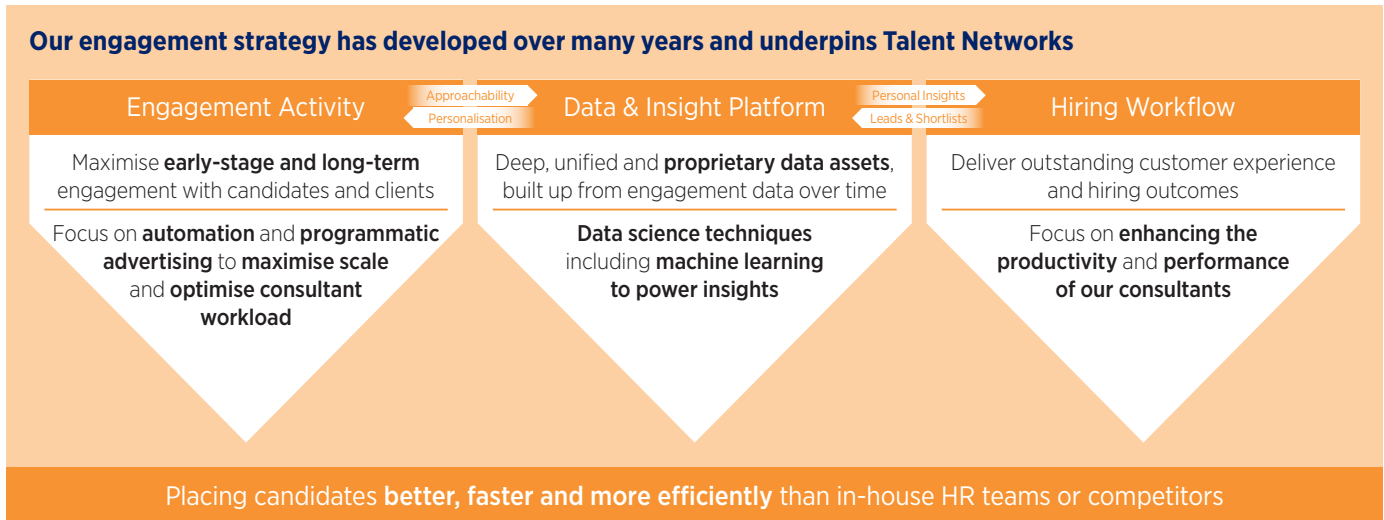 Our engagement strategy has developed over many years and underpins Talent Networks
Engagement Activity
Approachability
Personalisation
Data & Insight Platform
Personal Insights
Leads & Shortlists
Hiring Workflow
Maximise early-stage and long-term
engagement with candidates and clients
Focus on automation and programmatic
advertising to maximise scale
and optimise consultant
workload
Deep, unified and proprietary data assets,
built up from engagement data over time
Data science techniques
including machine learning
to power insights
Deliver outstanding customer experience
and hiring outcomes
Focus on enhancing the
productivity and performance
of our consultants
Placing candidates better, faster and more efficiently than in-house HR teams or competitors